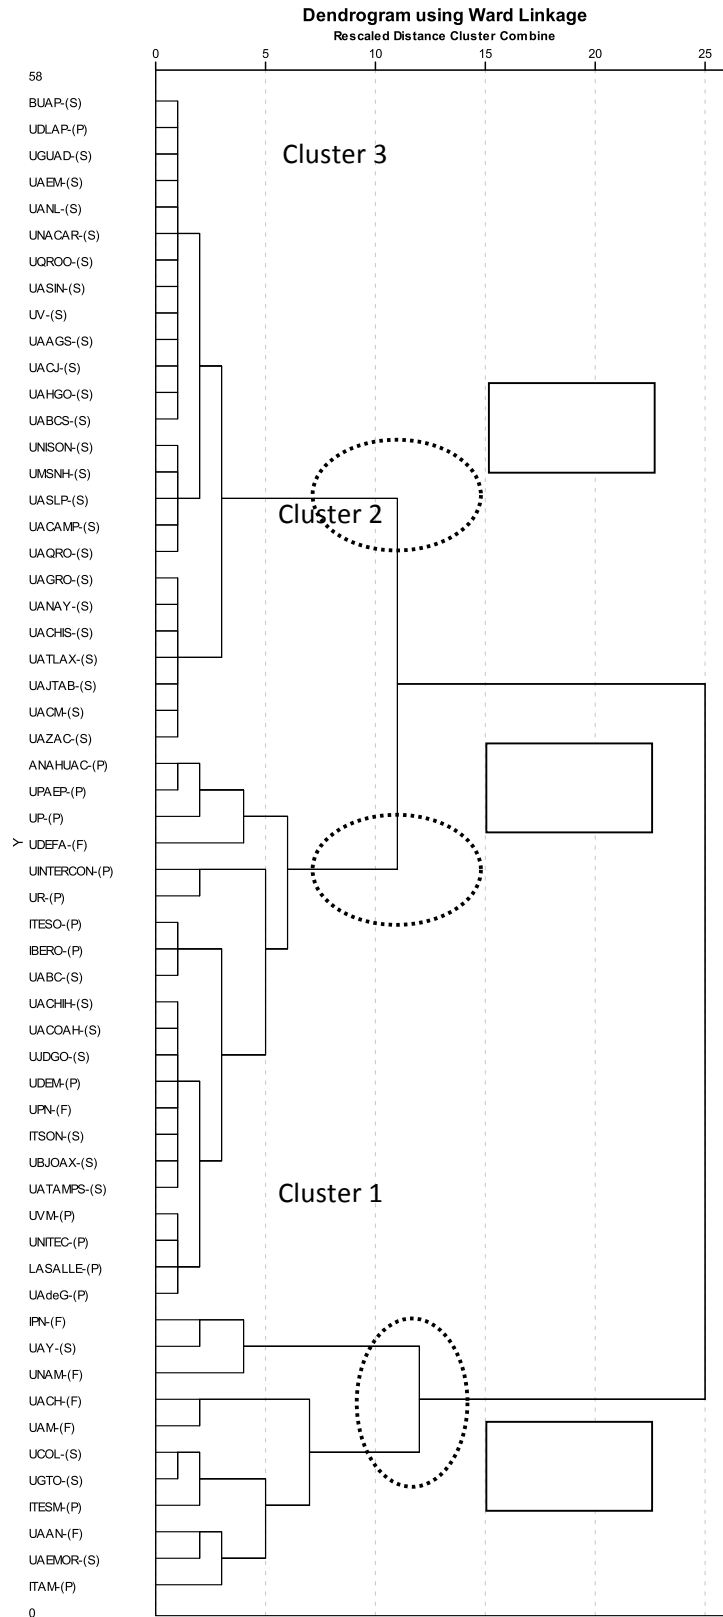 Dendrogram using Ward Linkage
Rescaled Distance Cluster Combine
0 5 10 15 20 25
58
BUAP-(S)
UDLAP-(P)
Cluster 3
UGUAD-(S)
UAEM-(S)
UANL-(S)
UNACAR-(S)
UQROO-(S)
UASIN-(S)
UV-(S)
UAAGS-(S)
UACJ-(S)
UAHGO-(S)
UABCS-(S)
UNISON-(S)
UMSNH-(S)
UASLP-(S)
Cluster 2
UACAMP-(S)
UAQRO-(S)
UAGRO-(S)
UANAY-(S)
UACHIS-(S)
UATLAX-(S)
UAJTAB-(S)
UACM-(S)
UAZAC-(S)
ANAHUAC-(P)
UPAEP-(P)
UP-(P)
Y
UDEFA-(F)
UINTERCON-(P)
UR-(P)
ITESO-(P)
IBERO-(P)
UABC-(S)
UACHIH-(S)
UACOAH-(S)
UJDGO-(S)
UDEM-(P)
UPN-(F)
ITSON-(S)
UBJOAX-(S)
UATAMPS-(S)
Cluster 1
UVM-(P)
UNITEC-(P)
LASALLE-(P)
UAdeG-(P)
IPN-(F)
UAY-(S)
UNAM-(F)
UACH-(F)
UAM-(F)
UCOL-(S)
UGTO-(S)
ITESM-(P)
UAAN-(F)
UAEMOR-(S)
ITAM-(P)
0